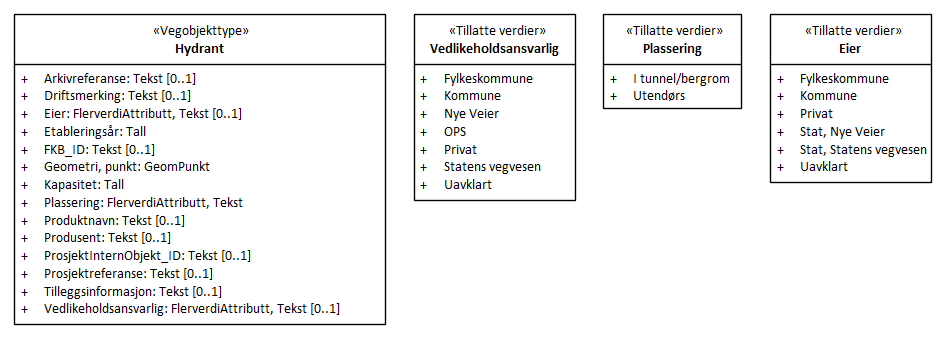 «Vegobjekttype»
Hydrant
+ Arkivreferanse: Tekst [0..1]
+ Driftsmerking: Tekst [0..1]
+ Eier: FlerverdiAttributt, Tekst [0..1]
+ Etableringsår: Tall
+ FKB_ID: Tekst [0..1]
+ Geometri, punkt: GeomPunkt
+ Kapasitet: Tall
+ Plassering: FlerverdiAttributt, Tekst
+ Produktnavn: Tekst [0..1]
+ Produsent: Tekst [0..1]
+ ProsjektInternObjekt_ID: Tekst [0..1]
+ Prosjektreferanse: Tekst [0..1]
+ Tilleggsinformasjon: Tekst [0..1]
+ Vedlikeholdsansvarlig: FlerverdiAttributt, Tekst [0..1]
«Tillatte verdier»
Vedlikeholdsansvarlig
+ Fylkeskommune
+ Kommune
+ Nye Veier
+ OPS
+ Privat
+ Statens vegvesen
+ Uavklart
«Tillatte verdier»
Plassering
+ I tunnel/bergrom
+ Utendørs
«Tillatte verdier»
Eier
+ Fylkeskommune
+ Kommune
+ Privat
+ Stat, Nye Veier
+ Stat, Statens vegvesen
+ Uavklart